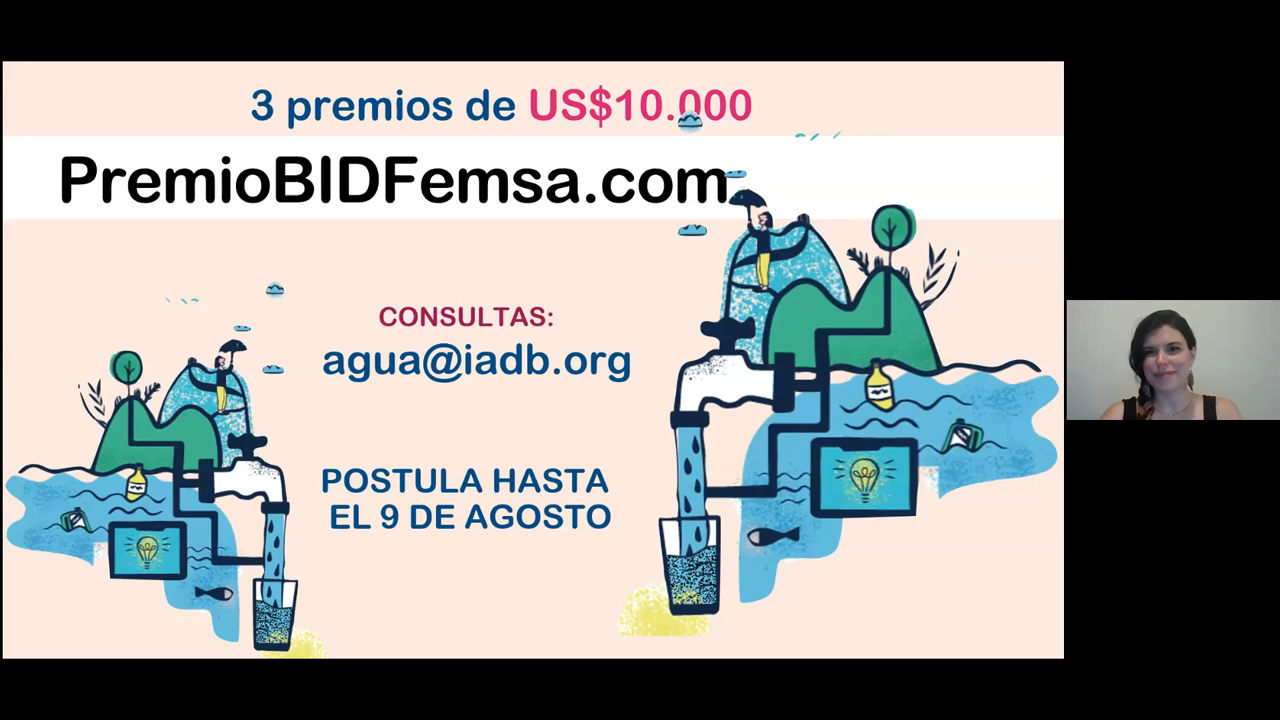 3 premios de US$10.000
PremioBIDFemsa.com
CONSULTAS:
agua@iadb.org
POSTULA HASTA
EL 9 DE AGOSTO